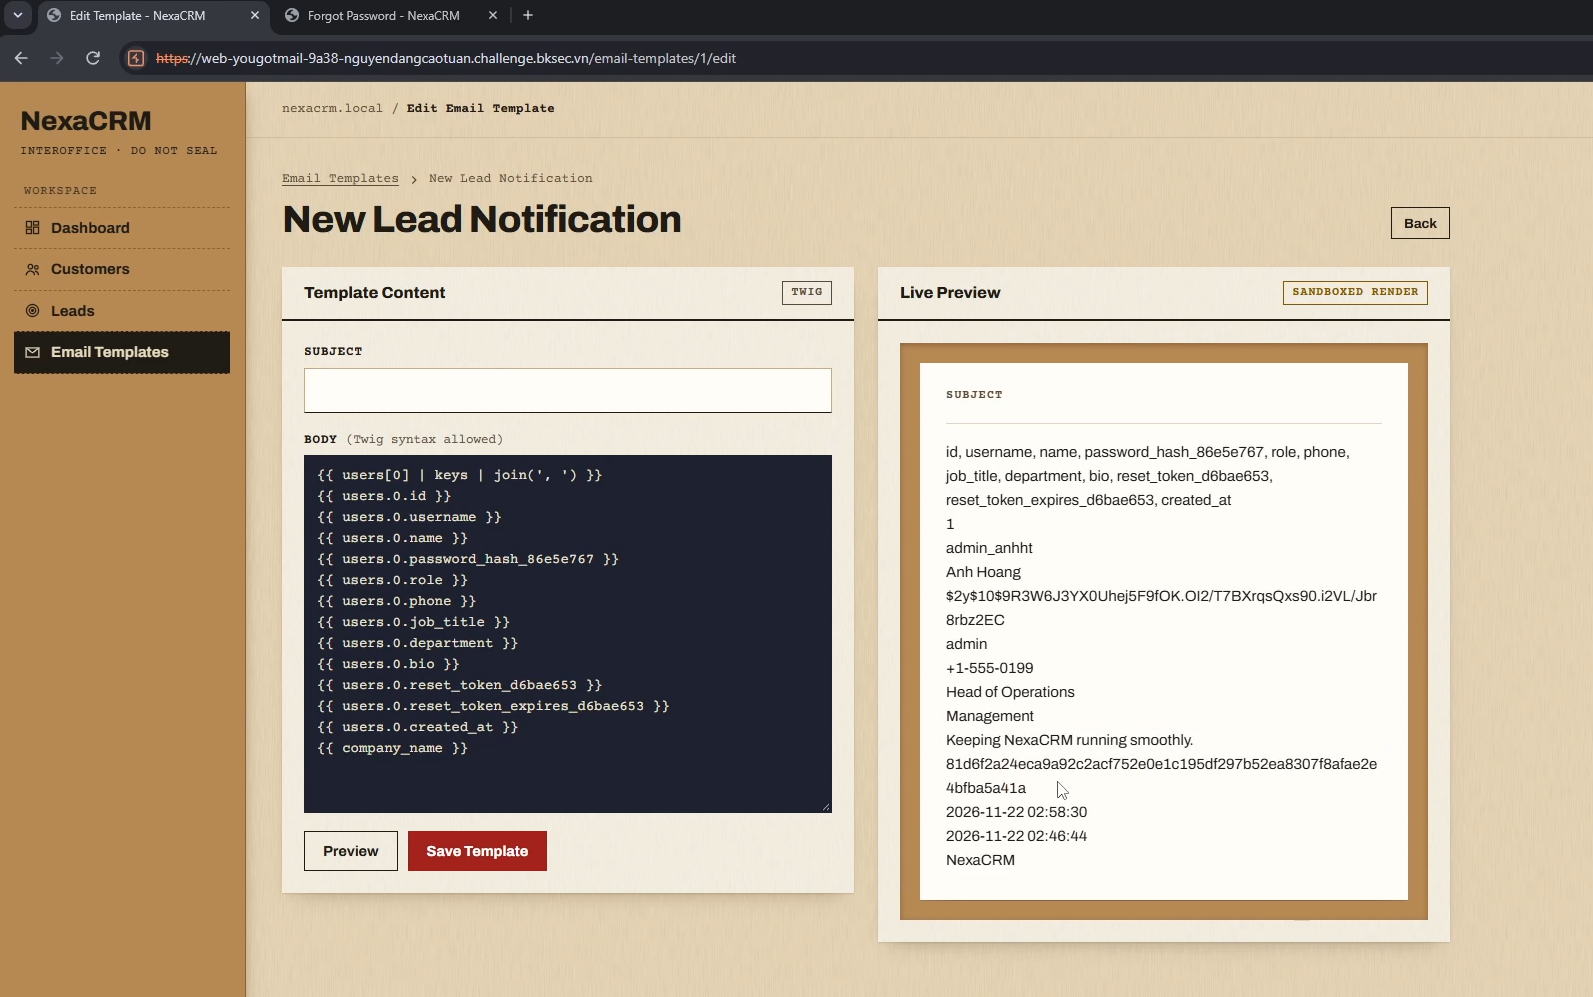 Edit Template - NexaCRM
Forgot Password - NexaCRM
https://web-yougotmail-9a38-nguyendangcaotuan.challenge.bksec.vn/email-templates/1/edit
NexaCRM
INTEROFFICE · DO NOT SEAL
WORKSPACE
Dashboard
Customers
Leads
Email Templates
nexacrm.local / Edit Email Template
Email Templates > New Lead Notification
New Lead Notification
Back
Template Content
TWIG
SUBJECT
BODY (Twig syntax allowed)
{{ users[0] | keys | join(', ') }}
{{ users.0.id }}
{{ users.0.username }}
{{ users.0.name }}
{{ users.0.password_hash_86e5e767 }}
{{ users.0.role }}
{{ users.0.phone }}
{{ users.0.job_title }}
{{ users.0.department }}
{{ users.0.bio }}
{{ users.0.reset_token_d6bae653 }}
{{ users.0.reset_token_expires_d6bae653 }}
{{ users.0.created_at }}
{{ company_name }}
Preview
Save Template
Live Preview
SANDBOXED RENDER
SUBJECT
id, username, name, password_hash_86e5e767, role, phone,
job_title, department, bio, reset_token_d6bae653,
reset_token_expires_d6bae653, created_at
1
admin_anhht
Anh Hoang
$2y$10$9R3W6J3YX0Uhej5F9fOK.OI2/T7BXrqsQxs90.i2VL/Jbr
8rbz2EC
admin
+1-555-0199
Head of Operations
Management
Keeping NexaCRM running smoothly.
81d6f2a24eca9a92c2acf752e0e1c195df297b52ea8307f8afae2e
4bfba5a41a
2026-11-22 02:58:30
2026-11-22 02:46:44
NexaCRM